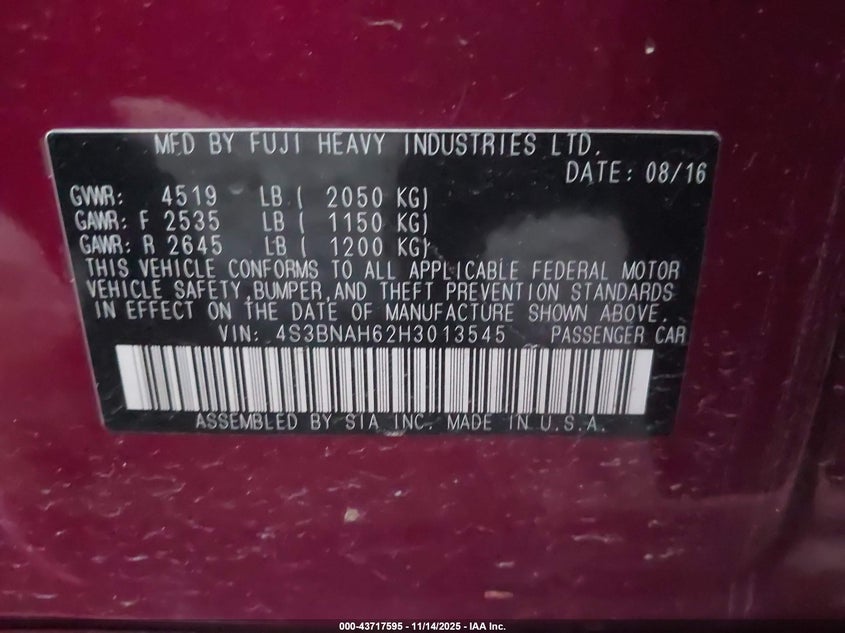 MFD BY FUJI HEAVY INDUSTRIES LTD.
DATE: 08/16
GVWR: 4519 LB ( 2050 KG)
GAWR: F 2535 LB ( 1150 KG)
GAWR: R 2645 LB ( 1200 KG)
THIS VEHICLE CONFORMS TO ALL APPLICABLE FEDERAL MOTOR
VEHICLE SAFETY,BUMPER,AND THEFT PREVENTION STANDARDS
IN EFFECT ON THE DATE OF MANUFACTURE SHOWN ABOVE.
VIN: 4S3BNAH62H3013545 PASSENGER CAR
ASSEMBLED BY SIA INC. MADE IN U.S.A.
000-43717595 - 11/14/2025 - IAA Inc.